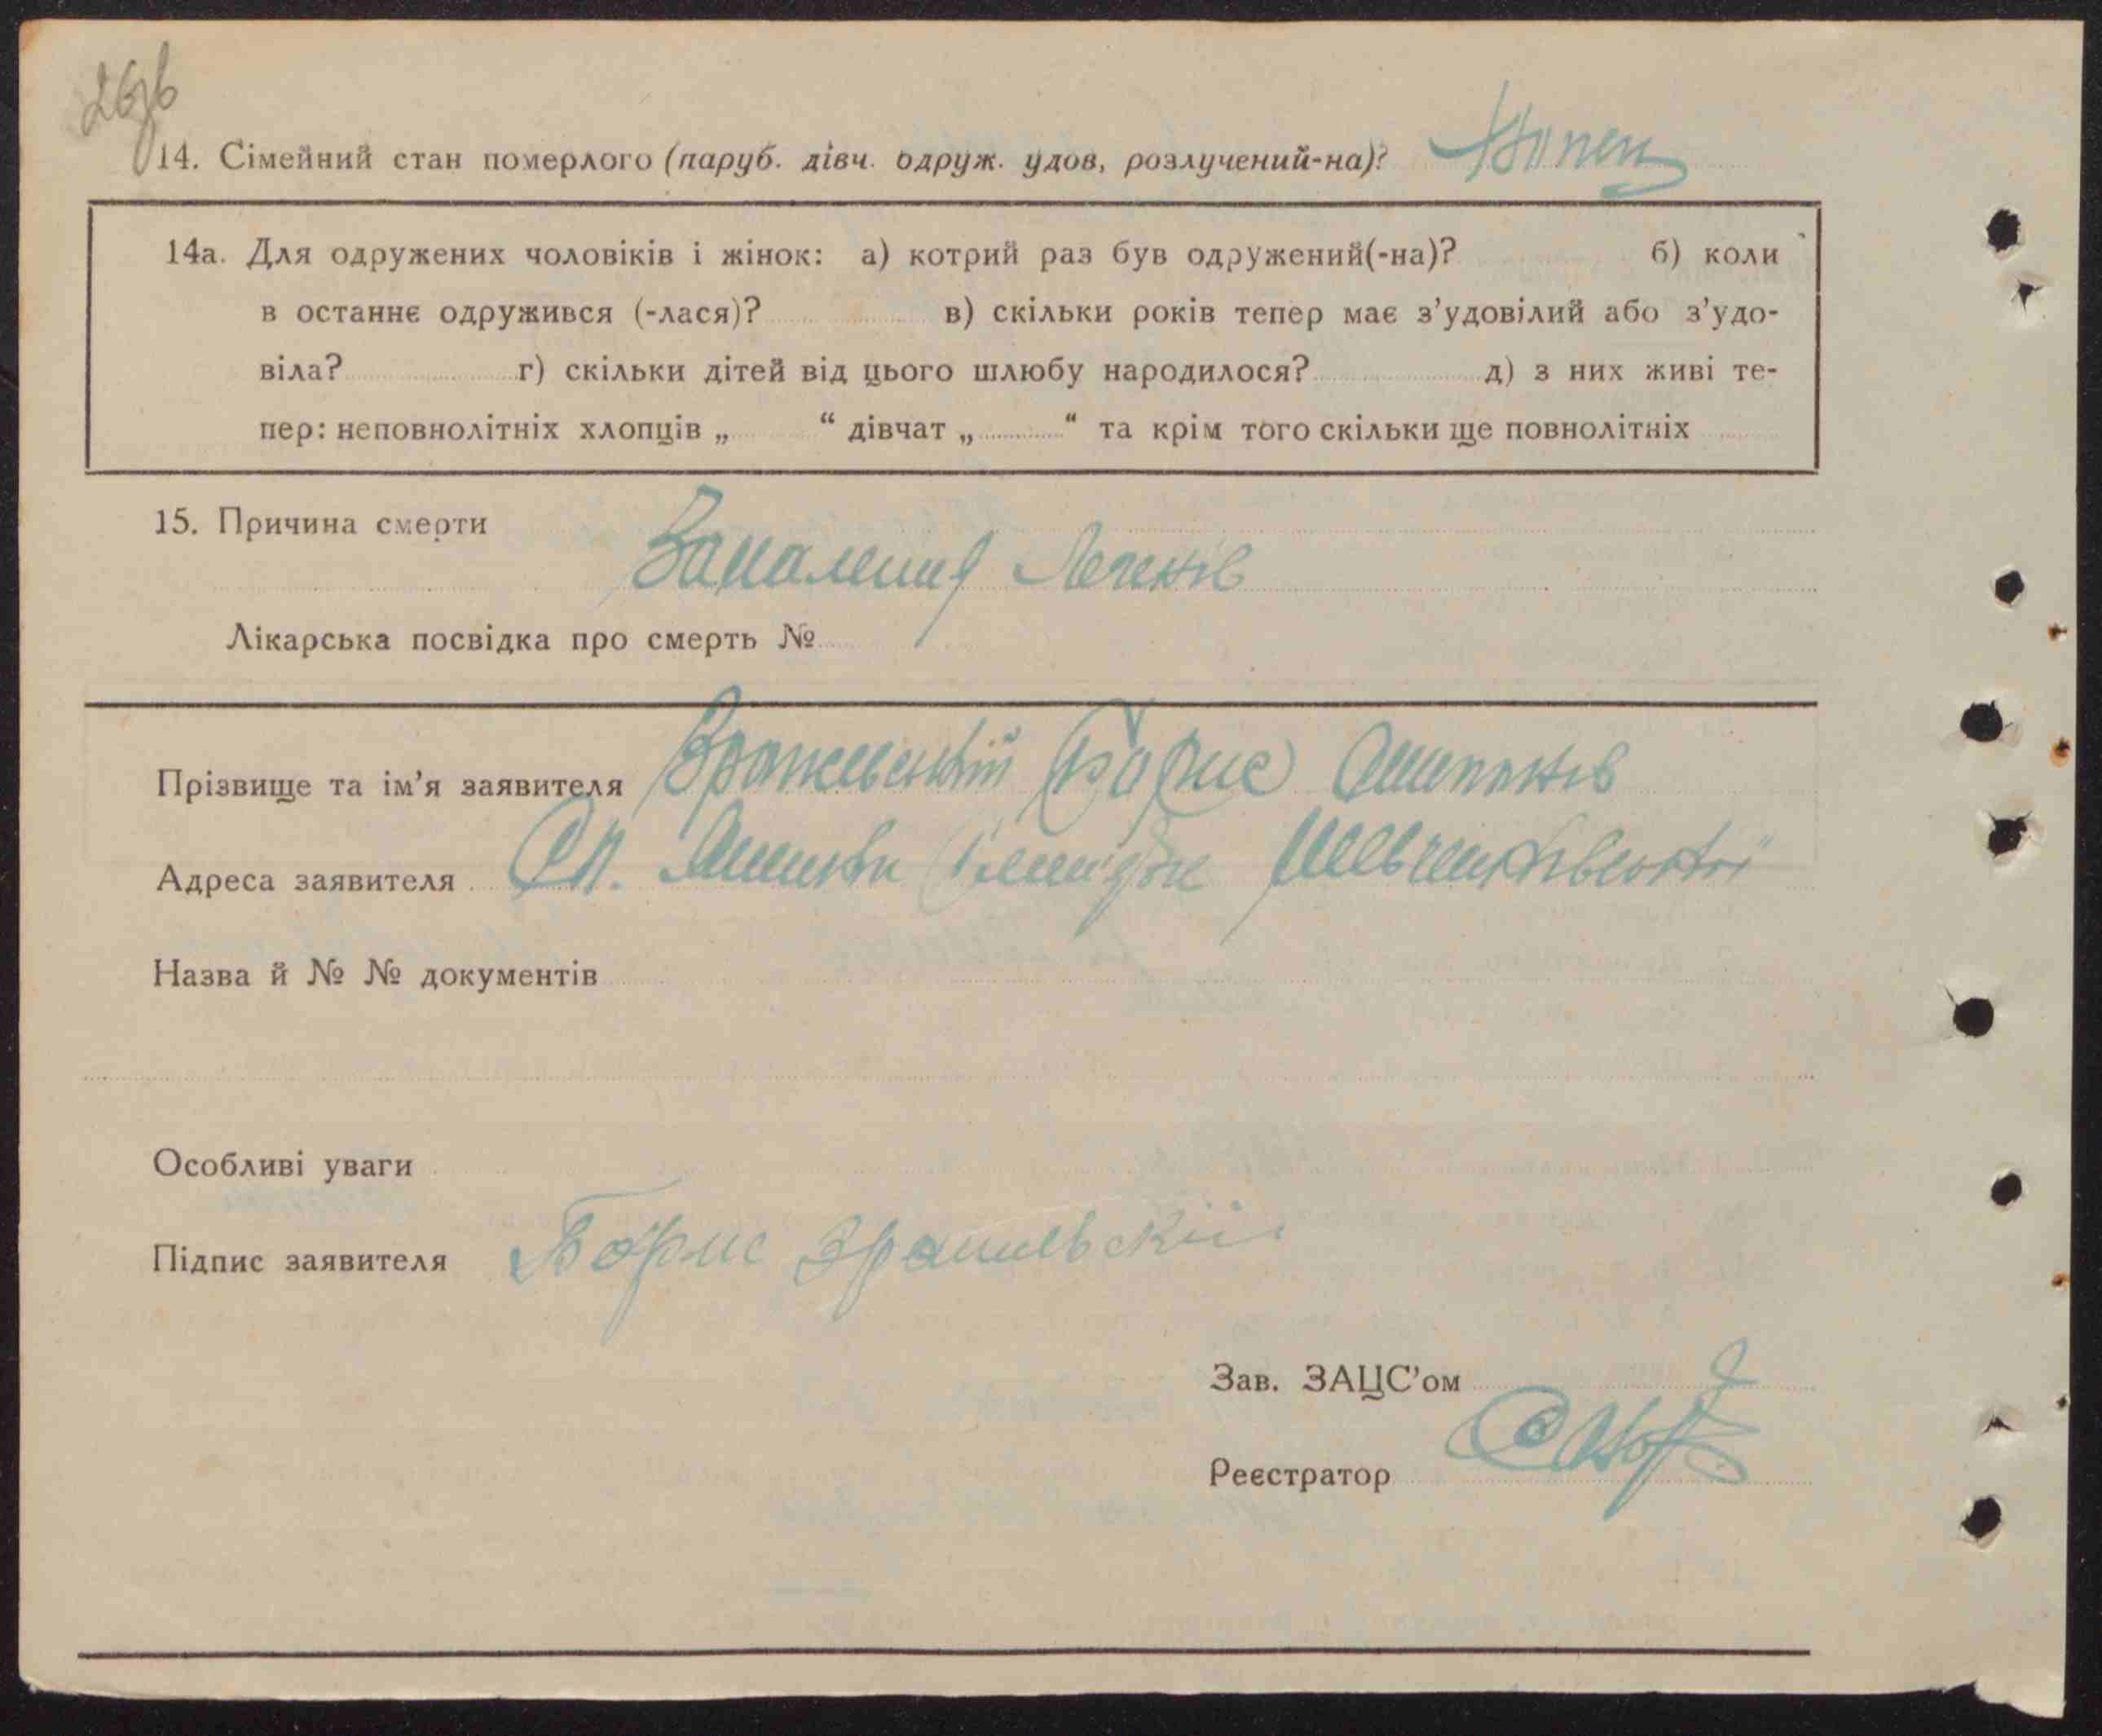 14. Сімейний стан померлого (паруб. дівч. одруж. удов, розлучений-на)?
14а. Для одружених чоловіків і жінок: а) котрий раз був одружений(-на)? б) коли
в останнє одружився (-лася)? в) скільки років тепер має з’удовілий або з’удо-
віла? г) скільки дітей від цього шлюбу народилося? д) з них живі те-
пер: неповнолітніх хлопців „ “ дівчат „ “ та крім того скільки ще повнолітніх
15. Причина смерти
Запаления Легенів
Лікарська посвідка про смерть №
Прізвище та ім’я заявителя Борис
Адреса заявителя
Назва й № № документів
Особливі уваги
Підпис заявителя Борис
Зав. ЗАЦС’ом
Реєстратор